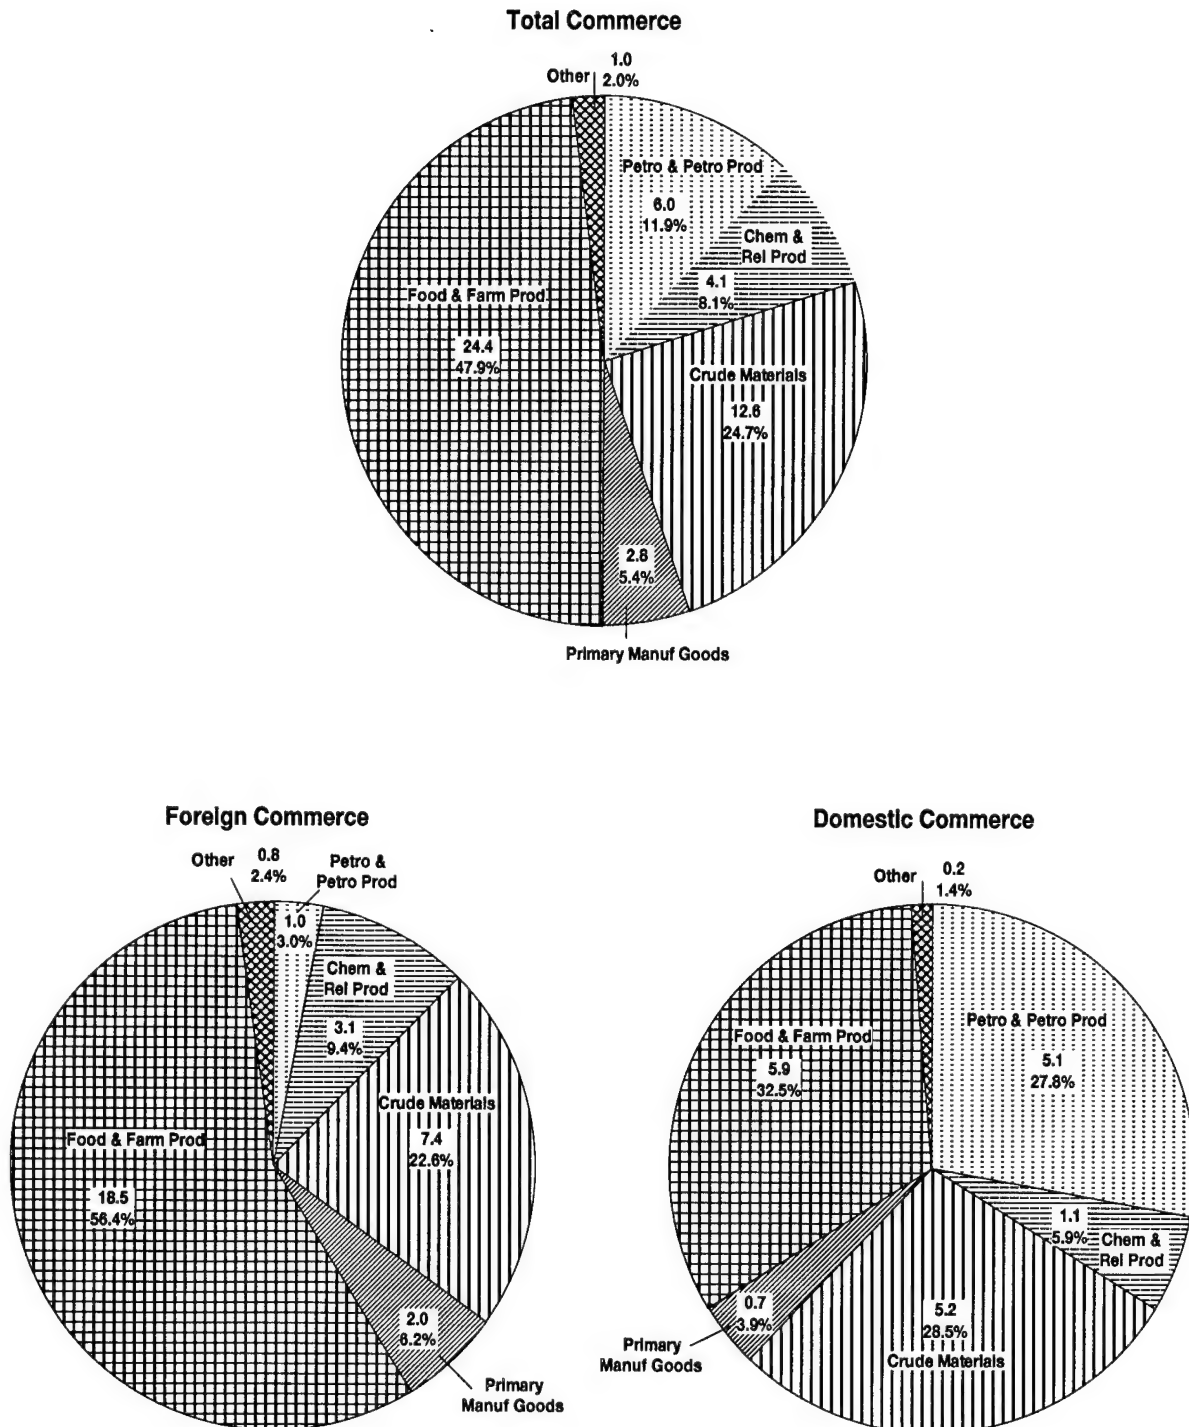 Total Commerce
Other
1.0
2.0%
Petro & Petro Prod
6.0
11.9%
Chem &
Rel Prod
4.1
8.1%
Food & Farm Prod
24.4
47.9%
Crude Materials
12.6
24.7%
2.8
5.4%
Primary Manuf Goods
Foreign Commerce
Other
0.8
2.4%
Petro &
Petro Prod
1.0
3.0%
Chem &
Rel Prod
3.1
9.4%
Crude Materials
7.4
22.6%
Food & Farm Prod
18.5
56.4%
2.0
6.2%
Primary
Manuf Goods
Domestic Commerce
Other
0.2
1.4%
Petro & Petro Prod
5.1
27.8%
Food & Farm Prod
5.9
32.5%
1.1
5.9%
Chem &
Rel Prod
0.7
3.9%
5.2
28.5%
Crude Materials
Primary
Manuf Goods